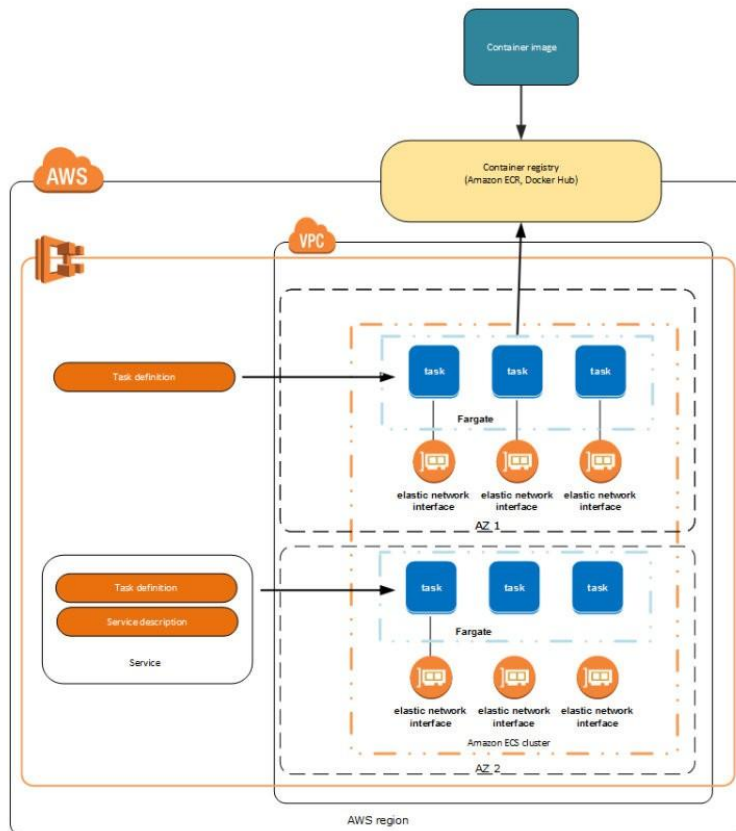 Container image
Container registry
(Amazon ECR, Docker Hub)
AWS
VPC
task
task
task
Task definition
Fargate
elastic network
interface
elastic network
interface
elastic network
interface
AZ 1
Task definition
Service description
Service
task
task
task
Fargate
elastic network
interface
elastic network
interface
elastic network
interface
Amazon ECS cluster
AZ 2
AWS region